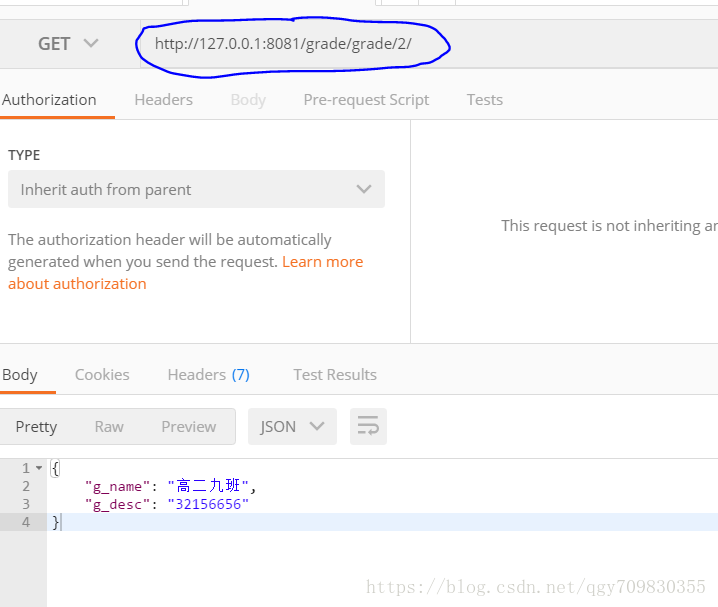 GET http://127.0.0.1:8081/grade/grade/2/
Authorization Headers Body Pre-request Script Tests
TYPE
Inherit auth from parent
This request is not inheriting an
The authorization header will be automatically
generated when you send the request. Learn more
about authorization
Body Cookies Headers (7) Test Results
Pretty Raw Preview JSON
1 {
2 "g_name": "高二九班",
3 "g_desc": "32156656"
4 }
https://blog.csdn.net/qgy709830355